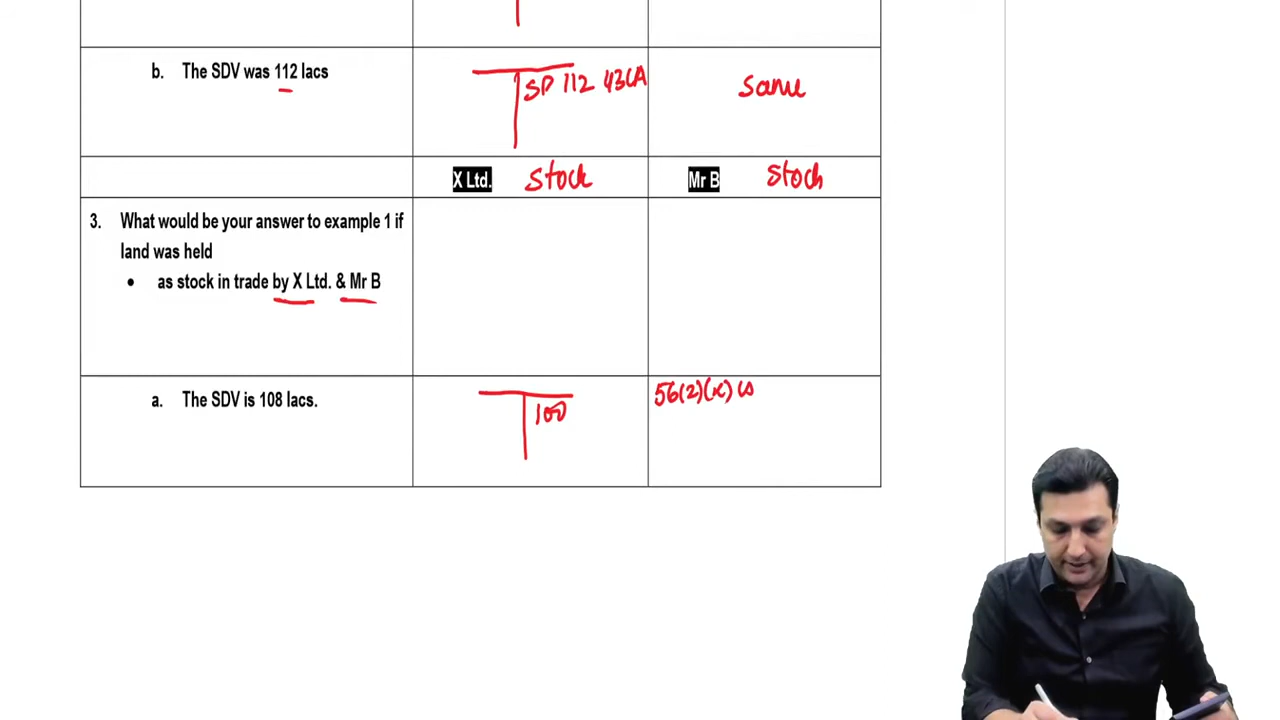 b. The SDV was 112 lacs
SD 112 43CA
Same
X Ltd. Stock
Mr B Stock
3. What would be your answer to example 1 if
land was held
• as stock in trade by X Ltd. & Mr B
a. The SDV is 108 lacs.
100
56(2)(x)